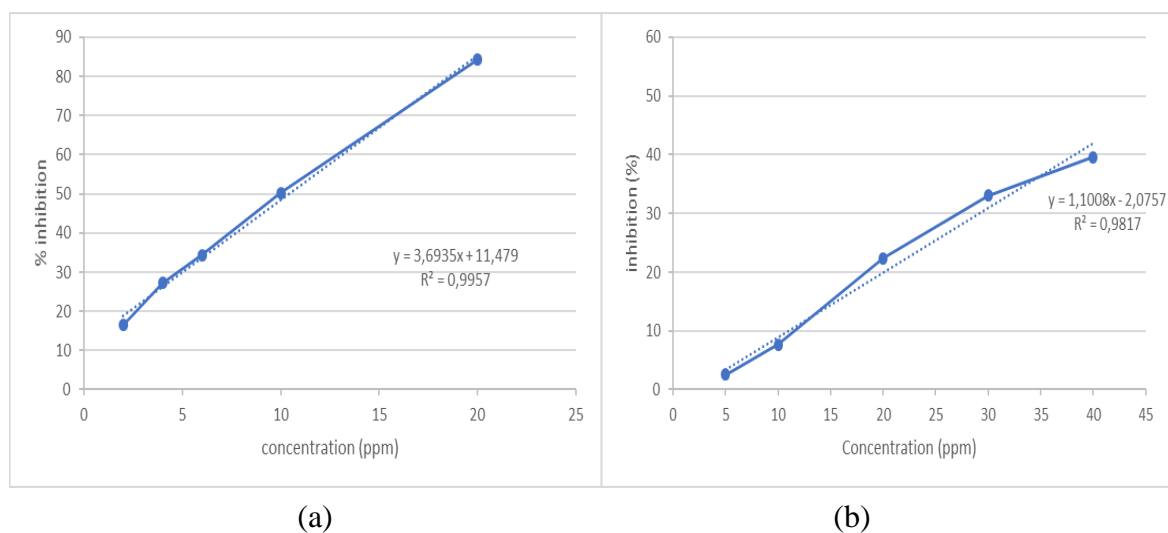 % inhibition
90
80
70
60
50
40
30
20
10
0
y = 3,6935x + 11,479
R² = 0,9957
0 5 10 15 20 25
concentration (ppm)
(a)
inhibition (%)
60
50
40
30
20
10
0
y = 1,1008x - 2,0757
R² = 0,9817
0 5 10 15 20 25 30 35 40 45
Concentration (ppm)
(b)